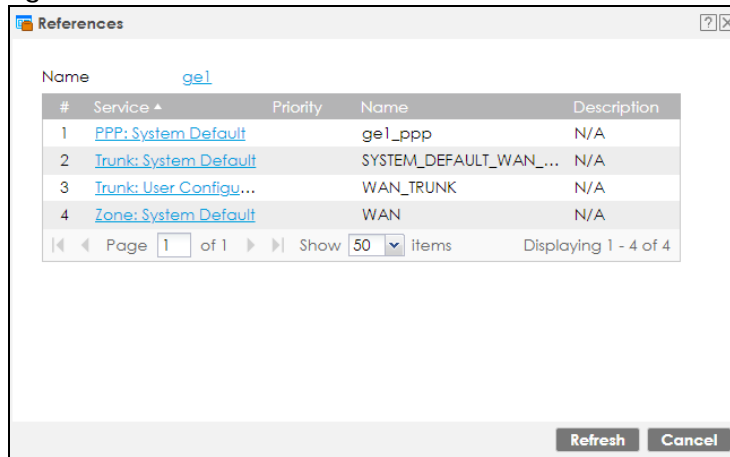 References
Name ge1
# Service Priority Name Description
1 PPP: System Default ge1_ppp N/A
2 Trunk: System Default SYSTEM_DEFAULT_WAN_... N/A
3 Trunk: User Configu... WAN_TRUNK N/A
4 Zone: System Default WAN N/A
Page 1 of 1 Show 50 items Displaying 1 - 4 of 4
Refresh Cancel